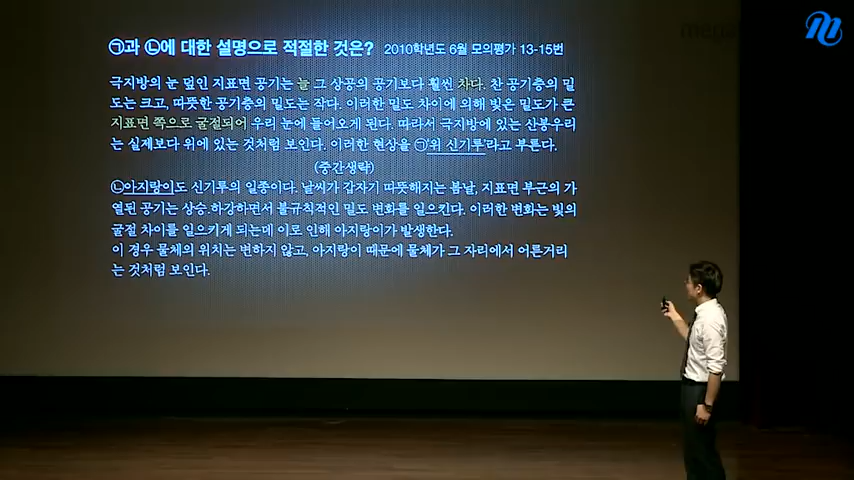 ㉠과 ㉡에 대한 설명으로 적절한 것은? 2010학년도 6월 모의평가 13-15번
극지방의 눈 덮인 지표면 공기는 늘 그 상공의 공기보다 훨씬 차다. 찬 공기층의 밀
도는 크고, 따뜻한 공기층의 밀도는 작다. 이러한 밀도 차이에 의해 빛은 밀도가 큰
지표면 쪽으로 굴절되어 우리 눈에 들어오게 된다. 따라서 극지방에 있는 산봉우리
는 실제보다 위에 있는 것처럼 보인다. 이러한 현상을 ㉠'위 신기루'라고 부른다.
(중간생략)
㉡아지랑이도 신기루의 일종이다. 날씨가 갑자기 따뜻해지는 봄날, 지표면 부근의 가
열된 공기는 상승·하강하면서 불규칙적인 밀도 변화를 일으킨다. 이러한 변화는 빛의
굴절 차이를 일으키게 되는데 이로 인해 아지랑이가 발생한다.
이 경우 물체의 위치는 변하지 않고, 아지랑이 때문에 물체가 그 자리에서 어른거리
는 것처럼 보인다.